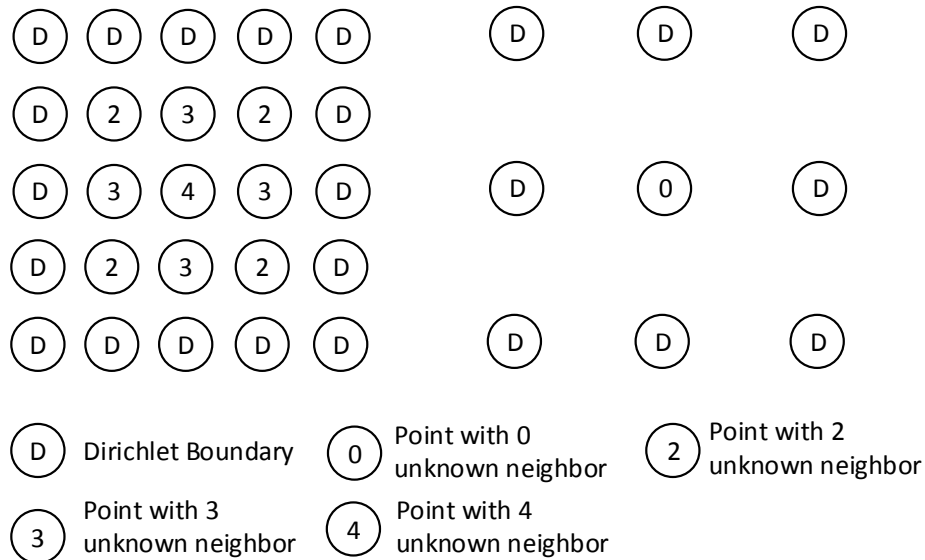 D D D D D D D D
D 2 3 2 D
D 3 4 3 D D 0 D
D 2 3 2 D
D D D D D D D D
D Dirichlet Boundary
0 Point with 0
unknown neighbor
2 Point with 2
unknown neighbor
3 Point with 3
unknown neighbor
4 Point with 4
unknown neighbor